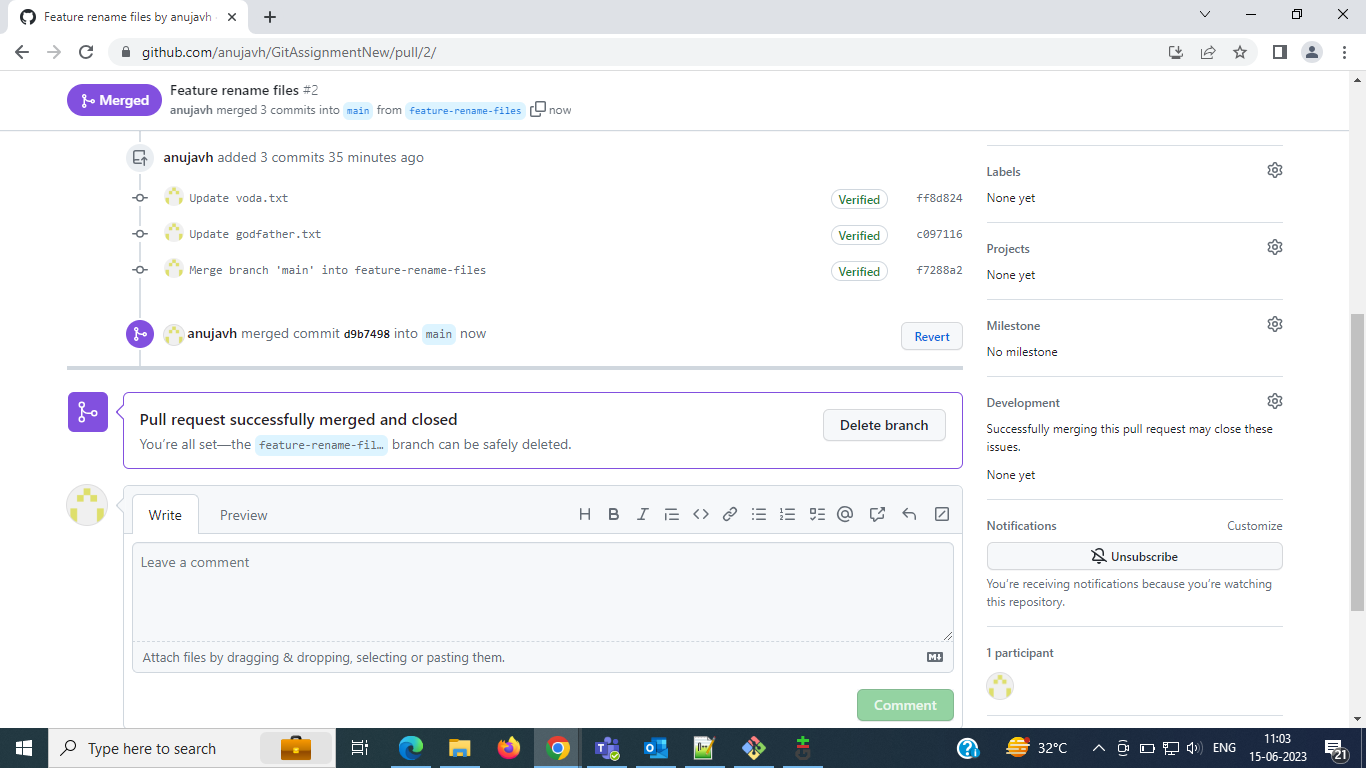 Feature rename files by anujavh
github.com/anujavh/GitAssignmentNew/pull/2/
Merged
Feature rename files #2
anujavh merged 3 commits into main from feature-rename-files now
anujavh added 3 commits 35 minutes ago
Update voda.txt Verified ff8d824
Update godfather.txt Verified c097116
Merge branch 'main' into feature-rename-files Verified f7288a2
anujavh merged commit d9b7498 into main now Revert
Pull request successfully merged and closed
You're all set—the feature-rename-fil… branch can be safely deleted.
Delete branch
Write Preview
H B I
Leave a comment
Attach files by dragging & dropping, selecting or pasting them.
Comment
Labels
None yet
Projects
None yet
Milestone
No milestone
Development
Successfully merging this pull request may close these
issues.
None yet
Notifications Customize
Unsubscribe
You're receiving notifications because you're watching
this repository.
1 participant
Type here to search
32°C
ENG
11:03
15-06-2023
21